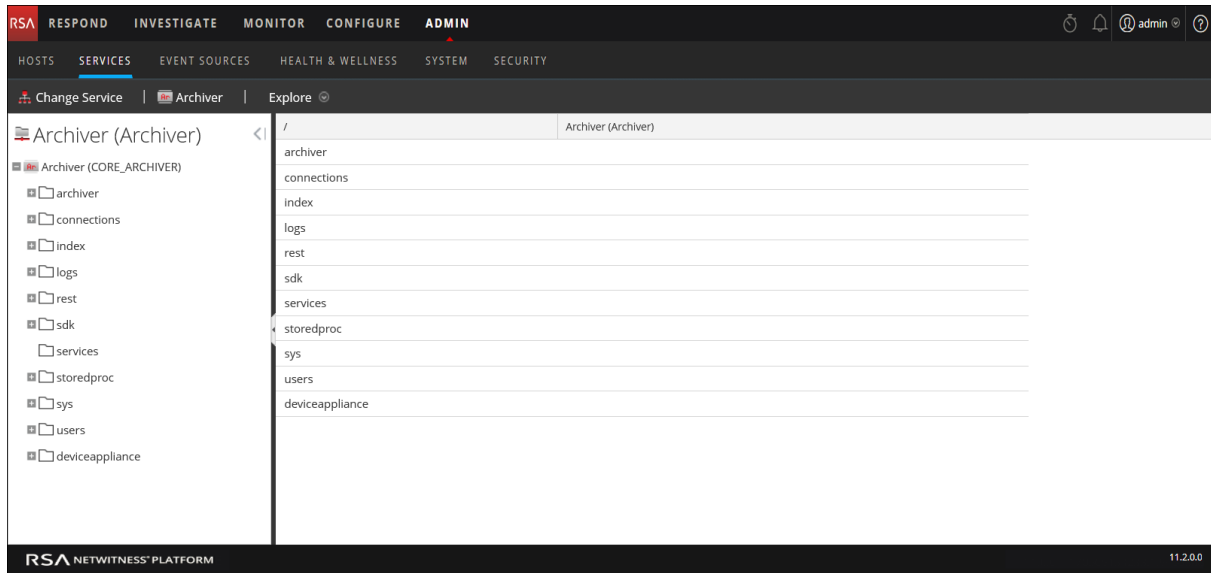 RSA RESPOND INVESTIGATE MONITOR CONFIGURE ADMIN admin ?
HOSTS SERVICES EVENT SOURCES HEALTH & WELLNESS SYSTEM SECURITY
Change Service | Archiver | Explore
Archiver (Archiver)
Archiver (CORE_ARCHIVER)
archiver
connections
index
logs
rest
sdk
services
storedproc
sys
users
deviceappliance
/ Archiver (Archiver)
archiver
connections
index
logs
rest
sdk
services
storedproc
sys
users
deviceappliance
RSA NETWITNESS® PLATFORM 11.2.0.0